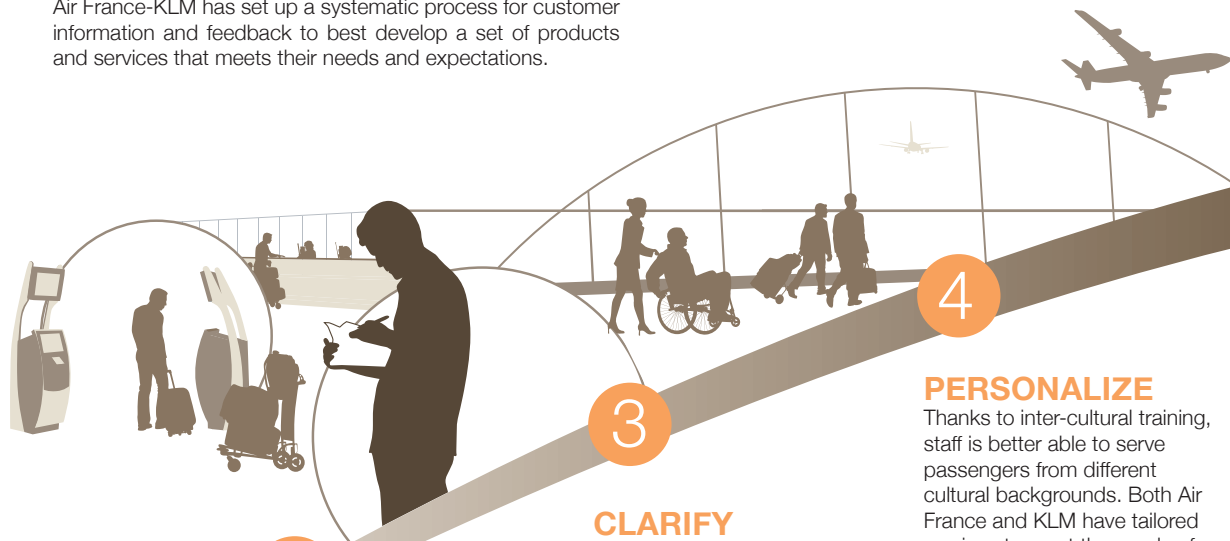 Air France-KLM has set up a systematic process for customer
information and feedback to best develop a set of products
and services that meets their needs and expectations.
4
3
PERSONALIZE
Thanks to inter-cultural training,
staff is better able to serve
passengers from different
cultural backgrounds. Both Air
France and KLM have tailored
CLARIFY